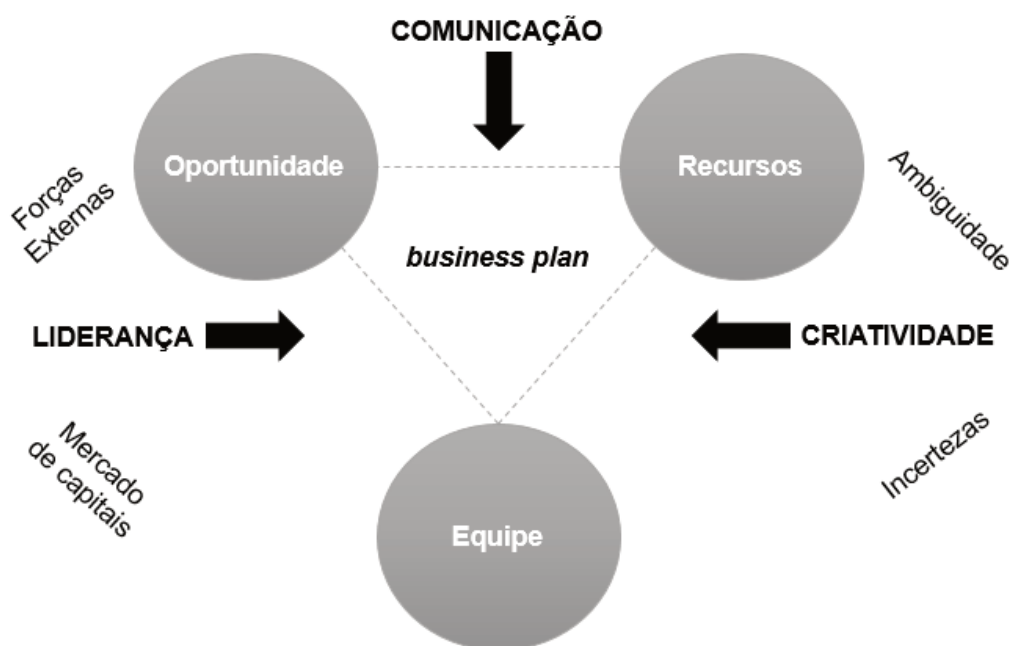 COMUNICAÇÃO
Oportunidade
Recursos
Forças
Externas
Ambiguidade
business plan
LIDERANÇA
CRIATIVIDADE
Mercado
de capitais
Incertezas
Equipe